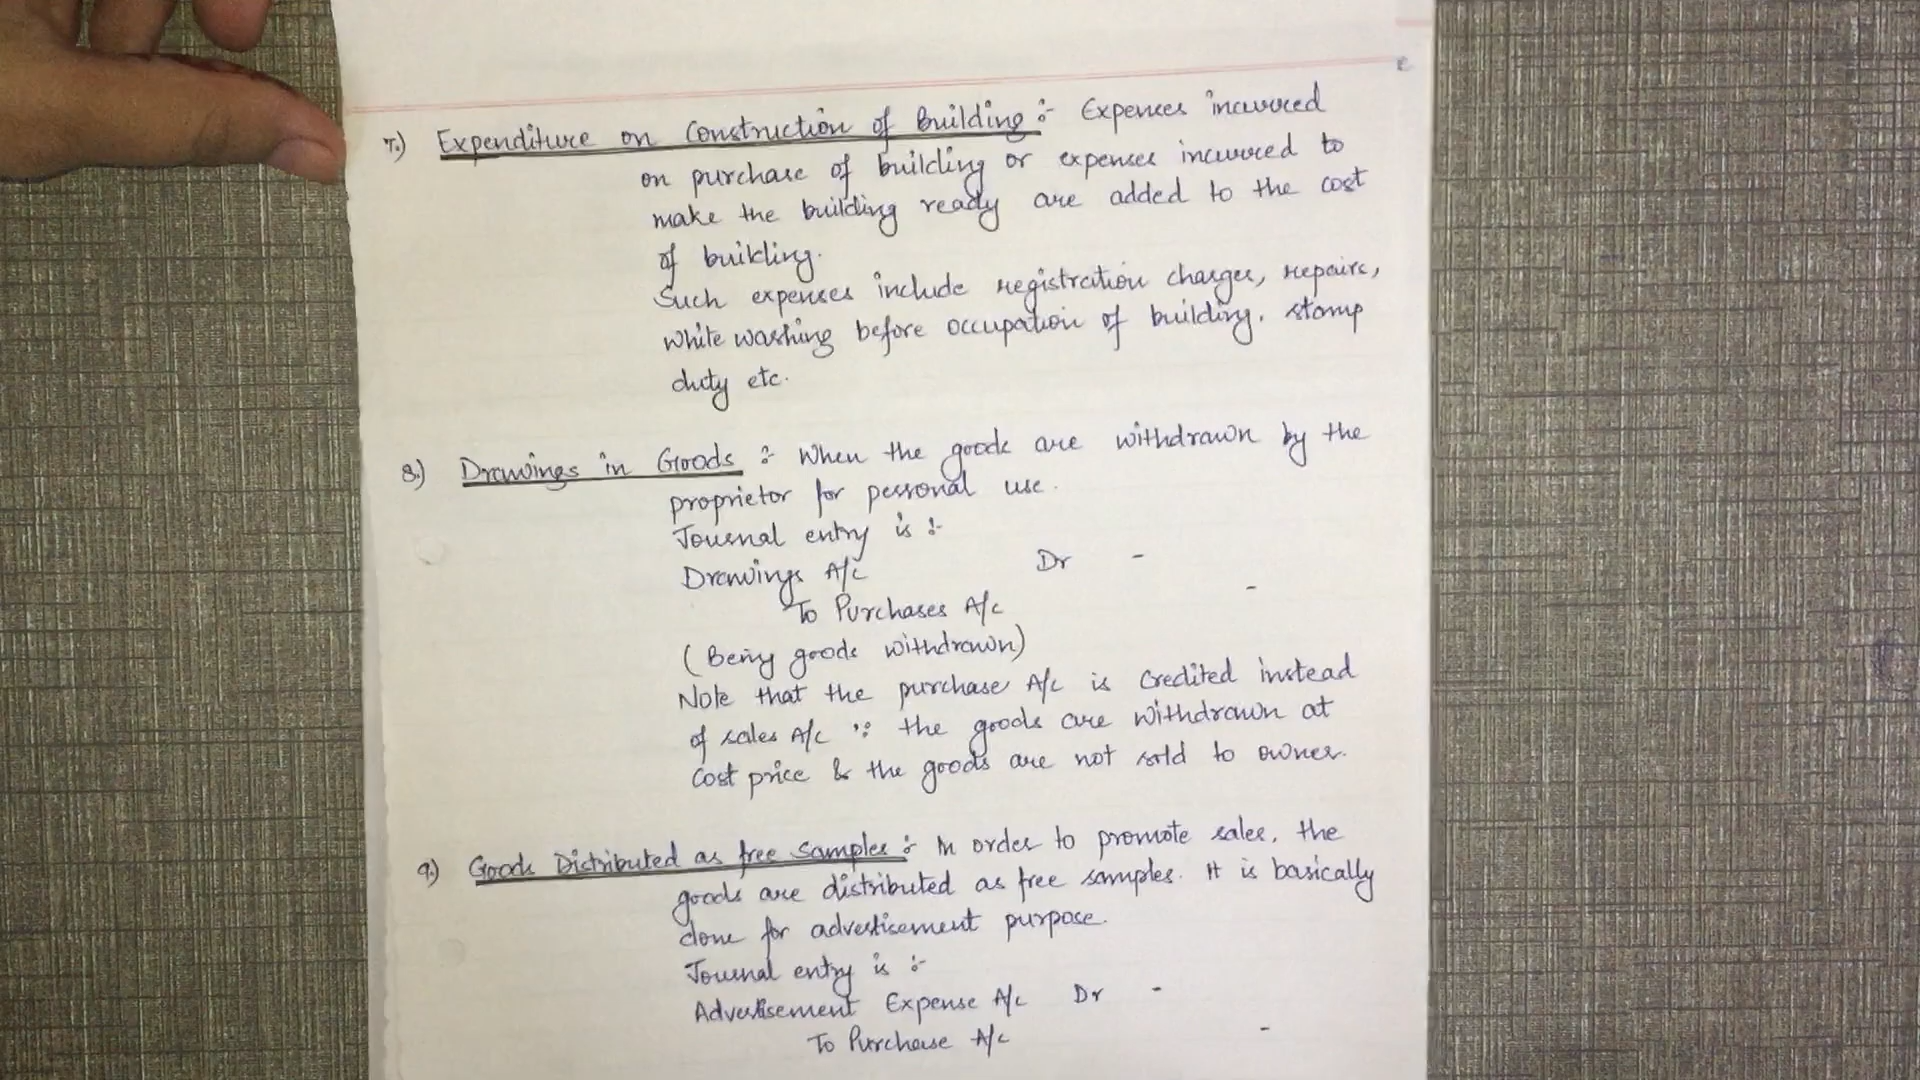 7.) Expenditure on Construction of Building :- Expenses incurred
on purchase of building or expenses incurred to
make the building ready are added to the cost
of building.
Such expenses include registration charges, repairs,
white washing before occupation of building, stamp
duty etc.
8.) Drawings in Goods :- When the goods are withdrawn by the
proprietor for personal use.
Journal entry is :-
Drawings A/c Dr -
To Purchases A/c -
(Being goods withdrawn)
Note that the purchase A/c is credited instead
of sales A/c ∵ the goods are withdrawn at
cost price & the goods are not sold to owner.
9.) Goods Distributed as free samples :- In order to promote sales, the
goods are distributed as free samples. It is basically
done for advertisement purpose.
Journal entry is :-
Advertisement Expense A/c Dr -
To Purchase A/c -